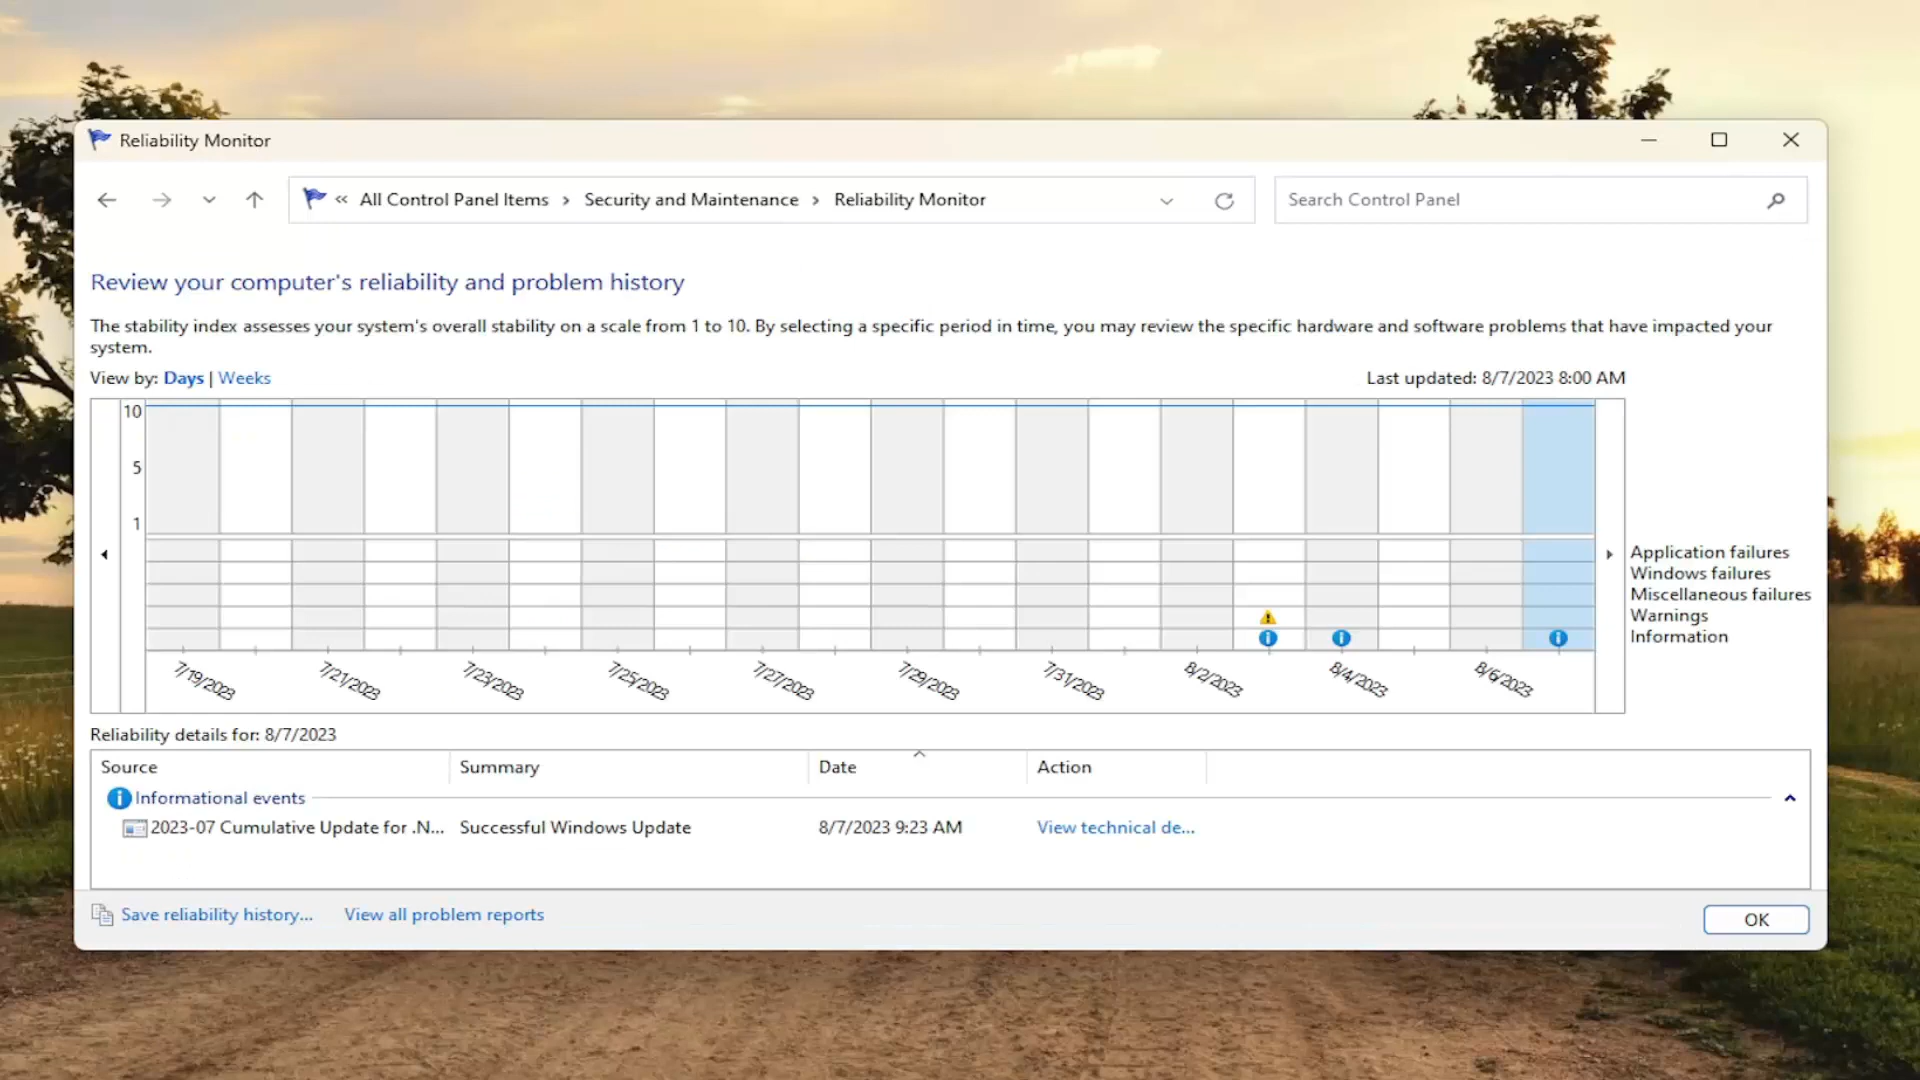 Reliability Monitor
« All Control Panel Items › Security and Maintenance › Reliability Monitor
Search Control Panel
Review your computer's reliability and problem history
The stability index assesses your system's overall stability on a scale from 1 to 10. By selecting a specific period in time, you may review the specific hardware and software problems that have impacted your
system.
View by: Days | Weeks
Last updated: 8/7/2023 8:00 AM
10
5
1
Application failures
Windows failures
Miscellaneous failures
Warnings
Information
7/19/2023
7/21/2023
7/23/2023
7/25/2023
7/27/2023
7/29/2023
7/31/2023
8/2/2023
8/4/2023
8/6/2023
Reliability details for: 8/7/2023
Source Summary Date Action
Informational events
2023-07 Cumulative Update for .N... Successful Windows Update 8/7/2023 9:23 AM View technical de...
Save reliability history... View all problem reports
OK